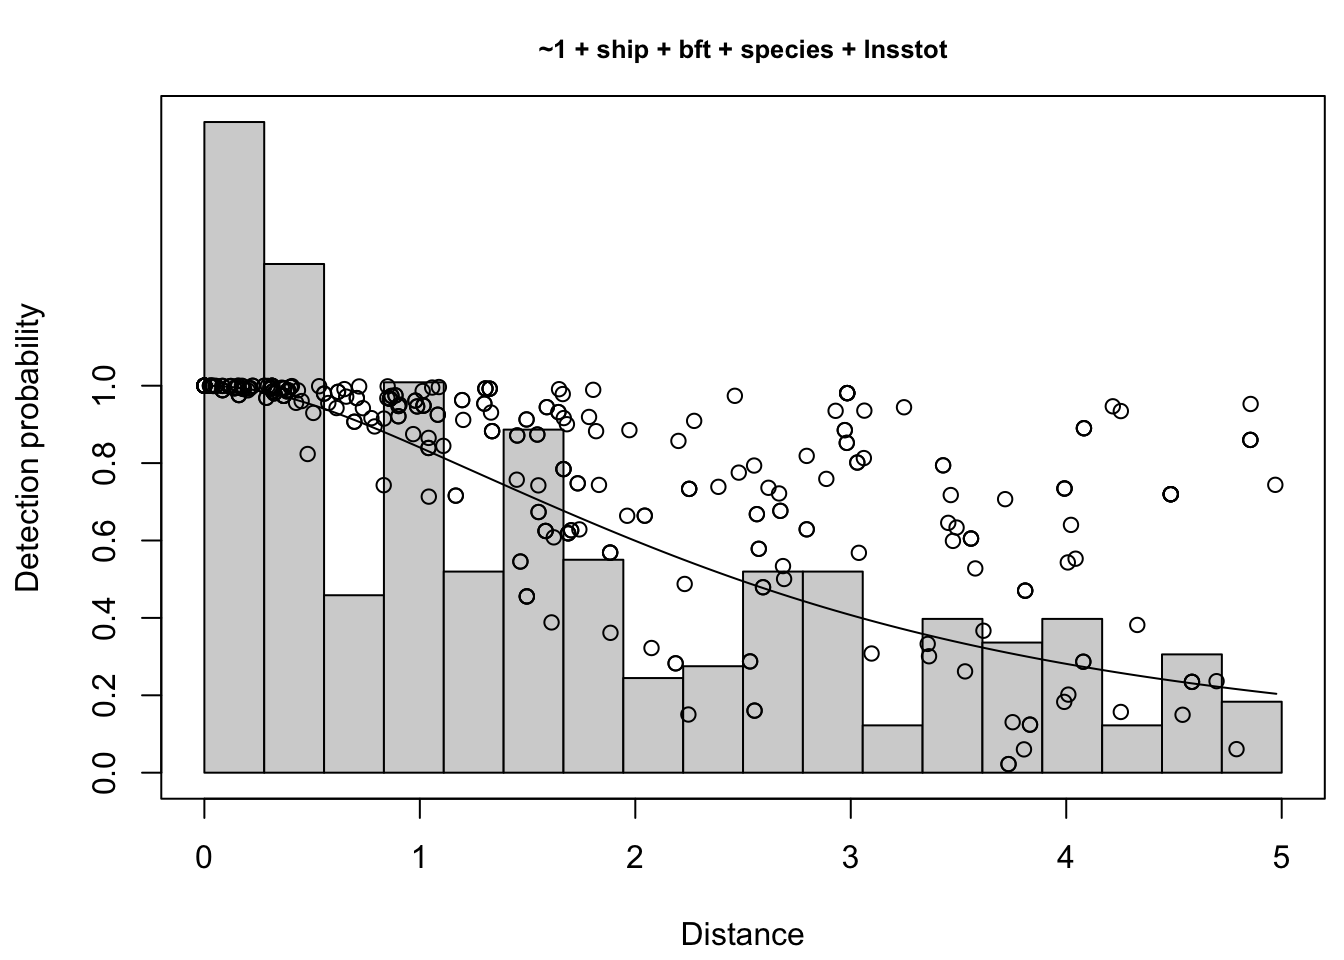 ~1 + ship + bft + species + lnsstot
Detection probability
1.0
0.8
0.6
0.4
0.2
0.0
0 1 2 3 4 5
Distance